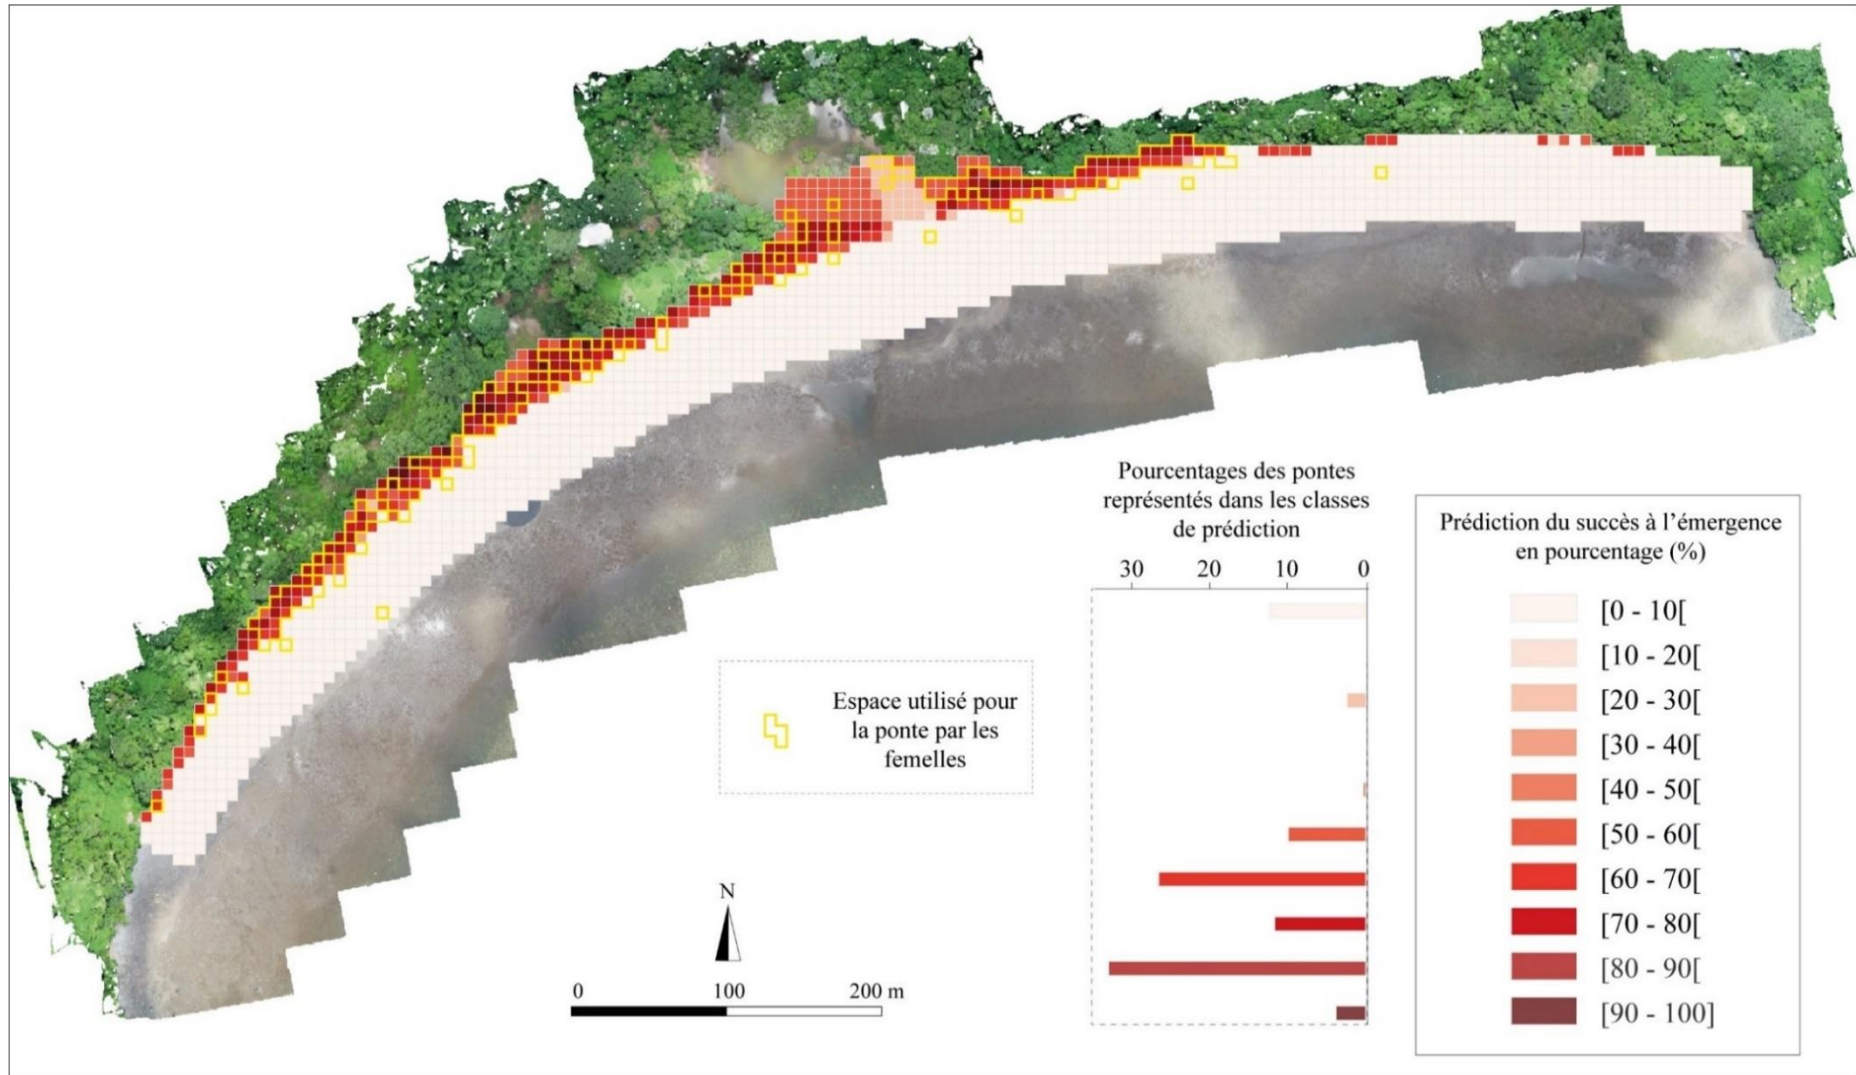 Pourcentages des pontes
représentés dans les classes
de prédiction
30 20 10 0
Prédiction du succès à l’émergence
en pourcentage (%)
[0 - 10[
[10 - 20[
[20 - 30[
[30 - 40[
[40 - 50[
[50 - 60[
[60 - 70[
[70 - 80[
[80 - 90[
[90 - 100]
Espace utilisé pour
la ponte par les
femelles
N
0 100 200 m